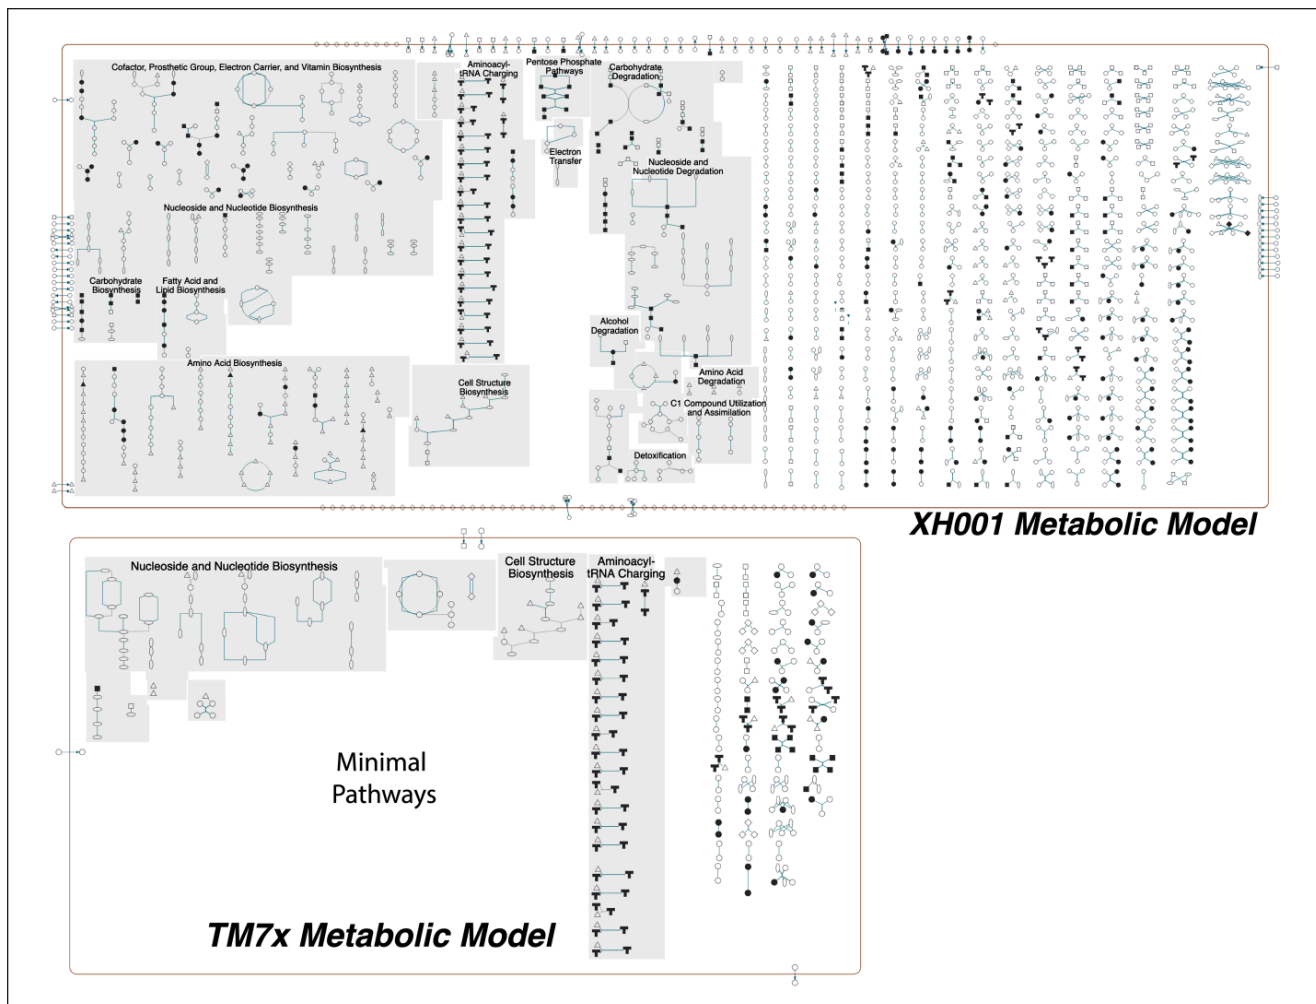 Cofactor, Prosthetic Group, Electron Carrier, and Vitamin Biosynthesis
Aminoacyl-
tRNA Charging
Pentose Phosphate
Pathways
Carbohydrate
Degradation
Electron
Transfer
Nucleoside and
Nucleotide Degradation
Nucleoside and Nucleotide Biosynthesis
Carbohydrate
Biosynthesis
Fatty Acid and
Lipid Biosynthesis
Alcohol
Degradation
Amino Acid Biosynthesis
Cell Structure
Biosynthesis
Amino Acid
Degradation
C1 Compound Utilization
and Assimilation
Detoxification
XH001 Metabolic Model
Nucleoside and Nucleotide Biosynthesis
Cell Structure
Biosynthesis
Aminoacyl-
tRNA Charging
Minimal
Pathways
TM7x Metabolic Model